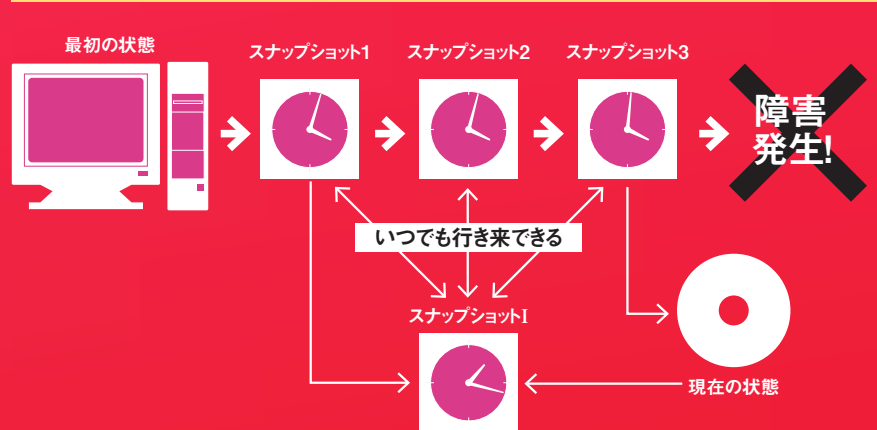 最初の状態
スナップショット1
スナップショット2
スナップショット3
障害
発生!
いつでも行き来できる
スナップショットI
現在の状態